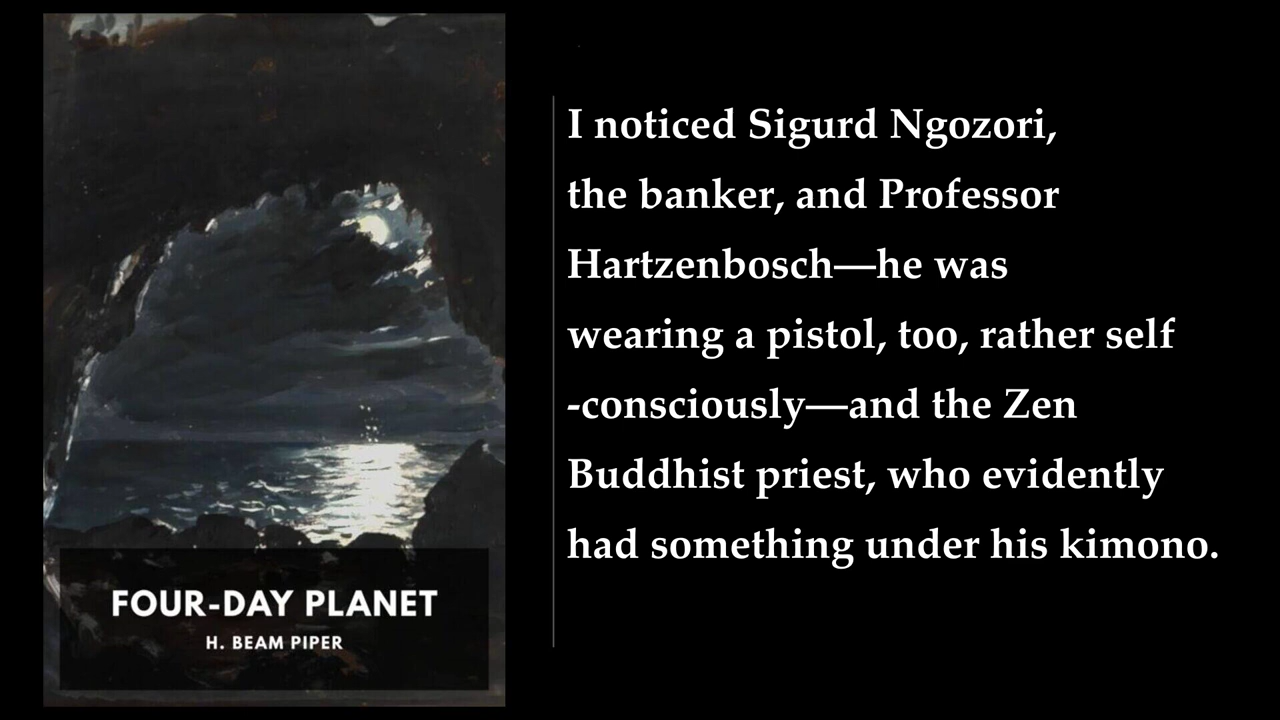 FOUR-DAY PLANET
H. BEAM PIPER
I noticed Sigurd Ngozori,
the banker, and Professor
Hartzenbosch—he was
wearing a pistol, too, rather self
-consciously—and the Zen
Buddhist priest, who evidently
had something under his kimono.